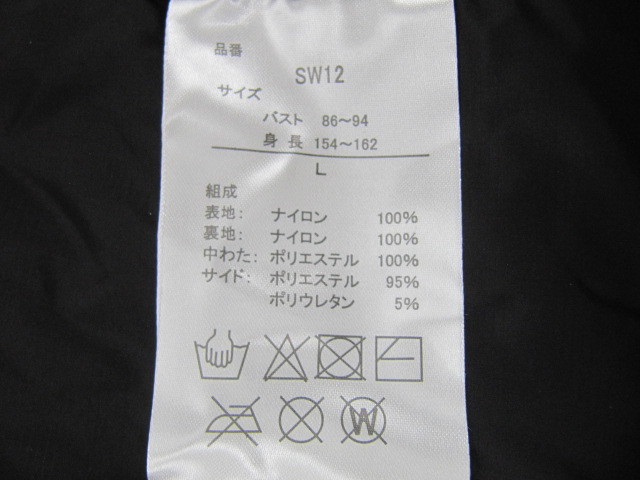 品番
SW12
サイズ
バスト 86～94
身長 154～162
L
組成
表地： ナイロン 100%
裏地： ナイロン 100%
中わた： ポリエステル 100%
サイド： ポリエステル 95%
ポリウレタン 5%
W